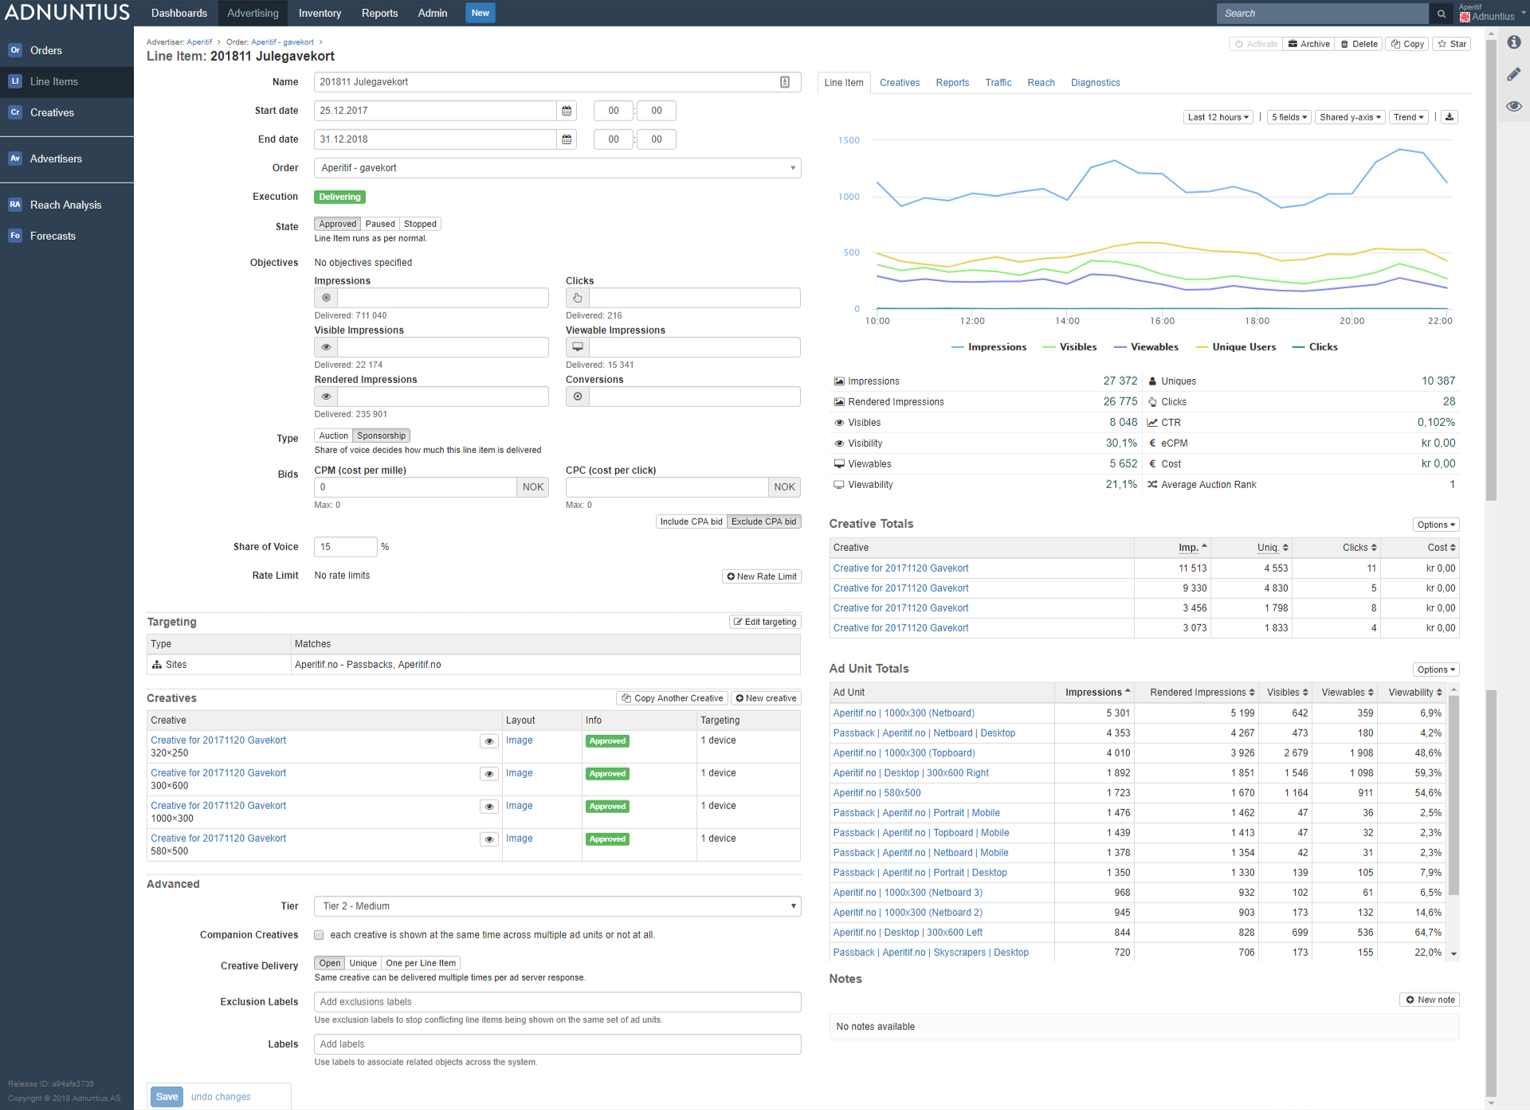 ADNUNTIUS
Dashboards Advertising Inventory Reports Admin New
Search
Aperitif
Adnuntius
Or Orders
LI Line Items
Cr Creatives
Av Advertisers
RA Reach Analysis
Fo Forecasts
Release ID: a94afa3735
Copyright © 2018 Adnuntius AS
Advertiser: Aperitif > Order: Aperitif - gavekort >
Line Item: 201811 Julegavekort
Activate Archive Delete Copy Star
Name 201811 Julegavekort
Start date 25.12.2017 00 : 00
End date 31.12.2018 00 : 00
Order Aperitif - gavekort
Execution Delivering
State Approved Paused Stopped
Line Item runs as per normal.
Objectives No objectives specified
Impressions Clicks
Delivered: 711 040 Delivered: 216
Visible Impressions Viewable Impressions
Delivered: 22 174 Delivered: 15 341
Rendered Impressions Conversions
Delivered: 235 901
Type Auction Sponsorship
Share of voice decides how much this line item is delivered
Bids CPM (cost per mille) CPC (cost per click)
0 NOK NOK
Max: 0 Max: 0
Include CPA bid Exclude CPA bid
Share of Voice 15 %
Rate Limit No rate limits New Rate Limit
Targeting Edit targeting
Type Matches
Sites Aperitif.no - Passbacks, Aperitif.no
Creatives Copy Another Creative New creative
Creative Layout Info Targeting
Creative for 20171120 Gavekort Image Approved 1 device
320×250
Creative for 20171120 Gavekort Image Approved 1 device
300×600
Creative for 20171120 Gavekort Image Approved 1 device
1000×300
Creative for 20171120 Gavekort Image Approved 1 device
580×500
Advanced
Tier Tier 2 - Medium
Companion Creatives each creative is shown at the same time across multiple ad units or not at all.
Creative Delivery Open Unique One per Line Item
Same creative can be delivered multiple times per ad server response.
Exclusion Labels Add exclusions labels
Use exclusion labels to stop conflicting line items being shown on the same set of ad units.
Labels Add labels
Use labels to associate related objects across the system.
Save undo changes
Line Item Creatives Reports Traffic Reach Diagnostics
Last 12 hours | 5 fields Shared y-axis Trend |
1500
1000
500
0
10:00 12:00 14:00 16:00 18:00 20:00 22:00
Impressions Visibles Viewables Unique Users Clicks
Impressions 27 372 Uniques 10 387
Rendered Impressions 26 775 Clicks 28
Visibles 8 048 CTR 0,102%
Visibility 30,1% € eCPM kr 0,00
Viewables 5 652 € Cost kr 0,00
Viewability 21,1% Average Auction Rank 1
Creative Totals Options
Creative Imp. Uniq. Clicks Cost
Creative for 20171120 Gavekort 11 513 4 553 11 kr 0,00
Creative for 20171120 Gavekort 9 330 4 830 5 kr 0,00
Creative for 20171120 Gavekort 3 456 1 798 8 kr 0,00
Creative for 20171120 Gavekort 3 073 1 833 4 kr 0,00
Ad Unit Totals Options
Ad Unit Impressions Rendered Impressions Visibles Viewables Viewability
Aperitif.no | 1000x300 (Netboard) 5 301 5 199 642 359 6,9%
Passback | Aperitif.no | Netboard | Desktop 4 353 4 267 473 180 4,2%
Aperitif.no | 1000x300 (Topboard) 4 010 3 926 2 679 1 908 48,6%
Aperitif.no | Desktop | 300x600 Right 1 892 1 851 1 546 1 098 59,3%
Aperitif.no | 580x500 1 723 1 670 1 164 911 54,6%
Passback | Aperitif.no | Portrait | Mobile 1 476 1 462 47 36 2,5%
Passback | Aperitif.no | Topboard | Mobile 1 439 1 413 47 32 2,3%
Passback | Aperitif.no | Netboard | Mobile 1 378 1 354 42 31 2,3%
Passback | Aperitif.no | Portrait | Desktop 1 350 1 330 139 105 7,9%
Aperitif.no | 1000x300 (Netboard 3) 968 932 102 61 6,5%
Aperitif.no | 1000x300 (Netboard 2) 945 903 173 132 14,6%
Aperitif.no | Desktop | 300x600 Left 844 828 699 536 64,7%
Passback | Aperitif.no | Skyscrapers | Desktop 720 706 173 155 22,0%
Notes
New note
No notes available